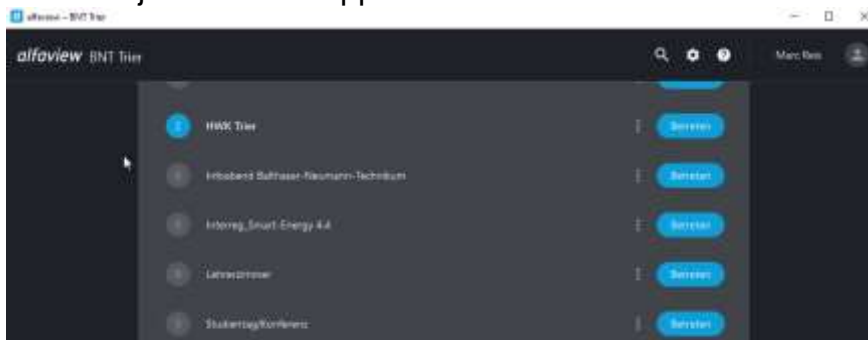 alfaview – BNT Trier
alfaview BNT Trier
Marc Reis
HWK Trier
Betreten
Infoabend Balthasar-Neumann-Technikum
Betreten
Interreg_Smart Energy 4.4
Betreten
Lehrerzimmer
Betreten
Studientag/Konferenz
Betreten